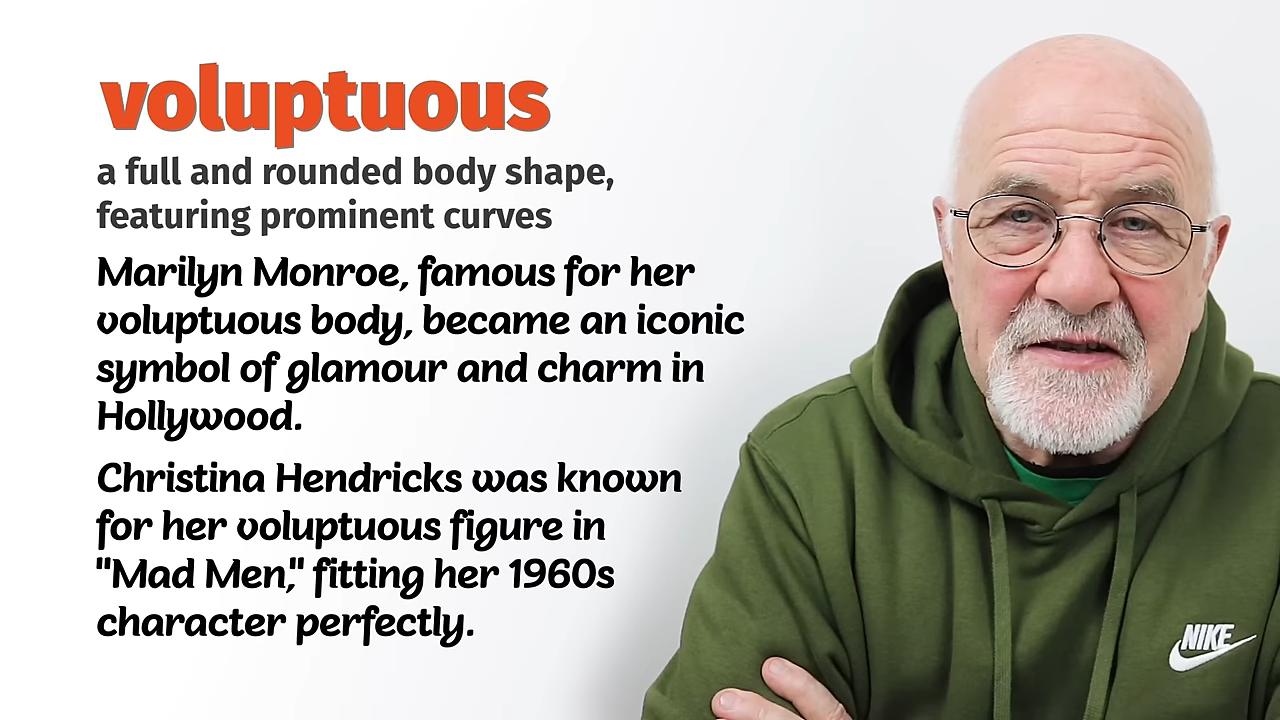 voluptuous
a full and rounded body shape,
featuring prominent curves
Marilyn Monroe, famous for her
voluptuous body, became an iconic
symbol of glamour and charm in
Hollywood.
Christina Hendricks was known
for her voluptuous figure in
"Mad Men," fitting her 1960s
character perfectly.
NIKE